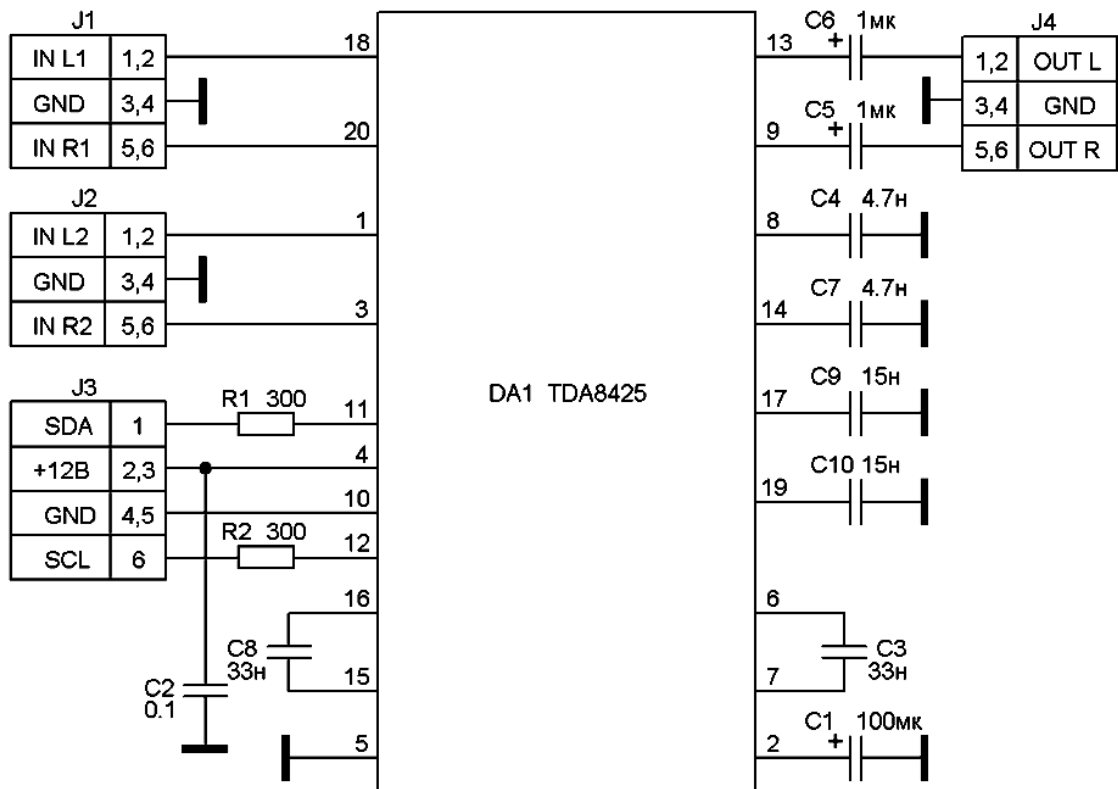 J1
IN L1 1,2
GND 3,4
IN R1 5,6
J2
IN L2 1,2
GND 3,4
IN R2 5,6
J3
SDA 1
+12В 2,3
GND 4,5
SCL 6
R1 300
R2 300
C2
0.1
C8
33н
18
20
1
3
11
4
10
12
16
15
5
DA1 TDA8425
13
9
8
14
17
19
6
7
2
C6 1мк
+
C5 1мк
+
C4 4.7н
C7 4.7н
C9 15н
C10 15н
C3
33н
C1 100мк
+
J4
1,2 OUT L
3,4 GND
5,6 OUT R